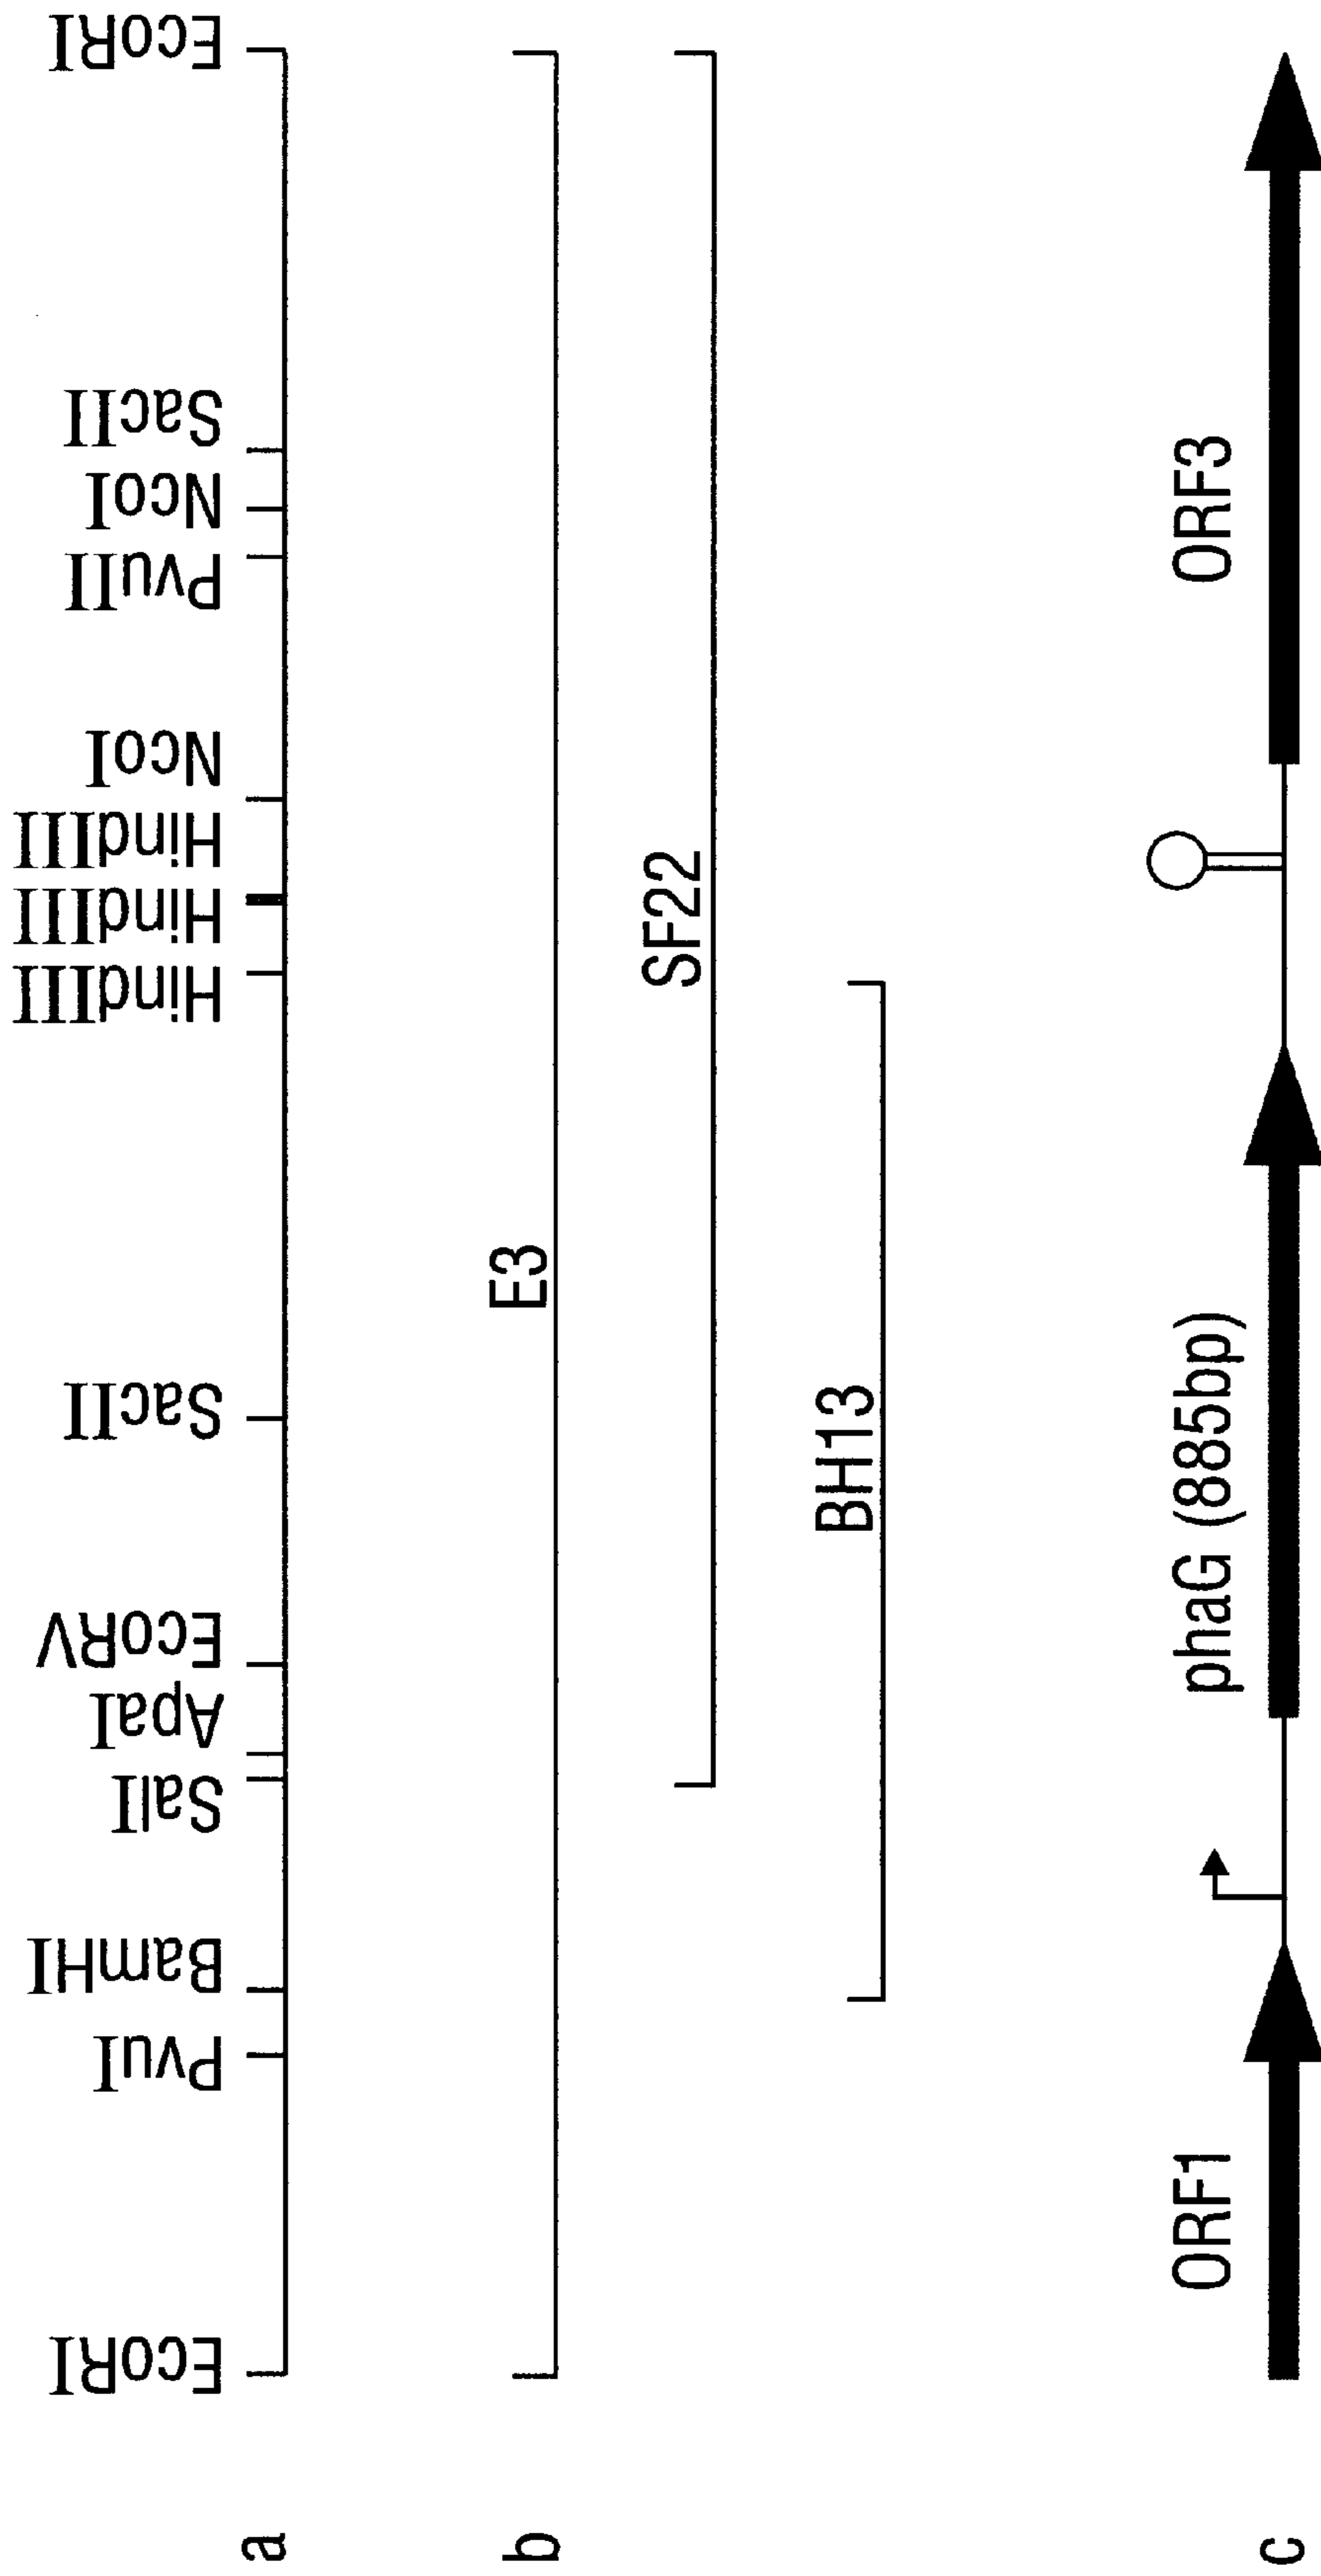 a
EcoRI
PvuI
BamHI
SalI
ApaI
EcoRV
SacII
HindIII
HindIII
HindIII
NcoI
PvuII
NcoI
SacII
EcoRI
b
E3
SF22
BH13
c
ORF1
phaG (885bp)
ORF3